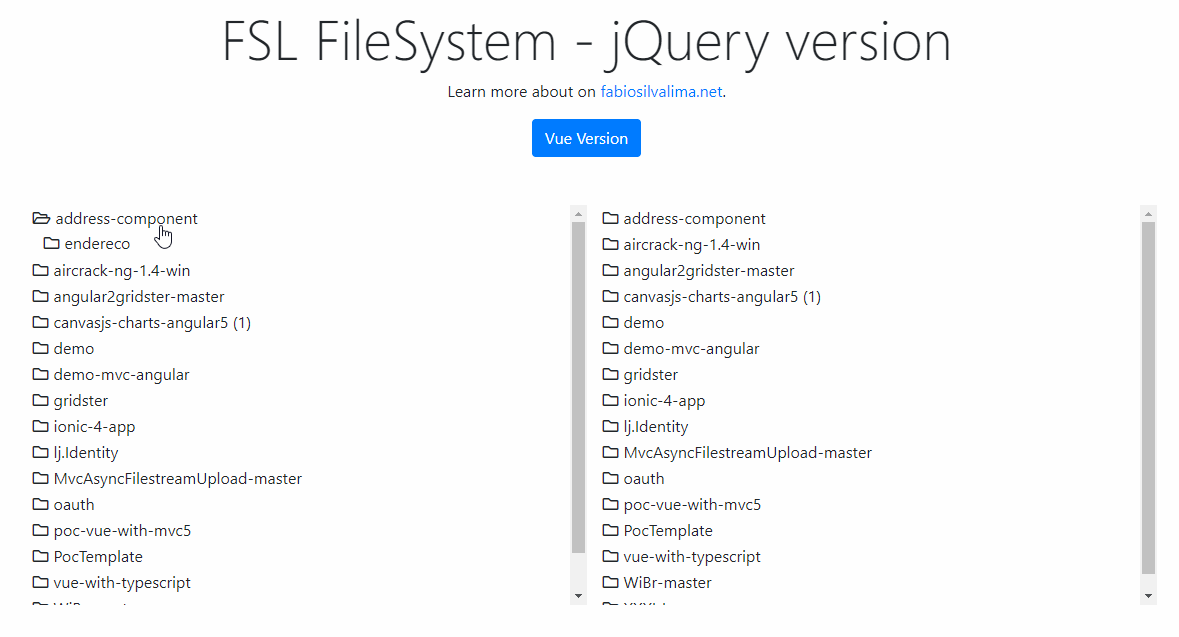 FSL FileSystem - jQuery version
Learn more about on fabiosilvalima.net.
Vue Version
address-component
endereco
aircrack-ng-1.4-win
angular2gridster-master
canvasjs-charts-angular5 (1)
demo
demo-mvc-angular
gridster
ionic-4-app
lj.Identity
MvcAsyncFilestreamUpload-master
oauth
poc-vue-with-mvc5
PocTemplate
vue-with-typescript
address-component
aircrack-ng-1.4-win
angular2gridster-master
canvasjs-charts-angular5 (1)
demo
demo-mvc-angular
gridster
ionic-4-app
lj.Identity
MvcAsyncFilestreamUpload-master
oauth
poc-vue-with-mvc5
PocTemplate
vue-with-typescript
WiBr-master